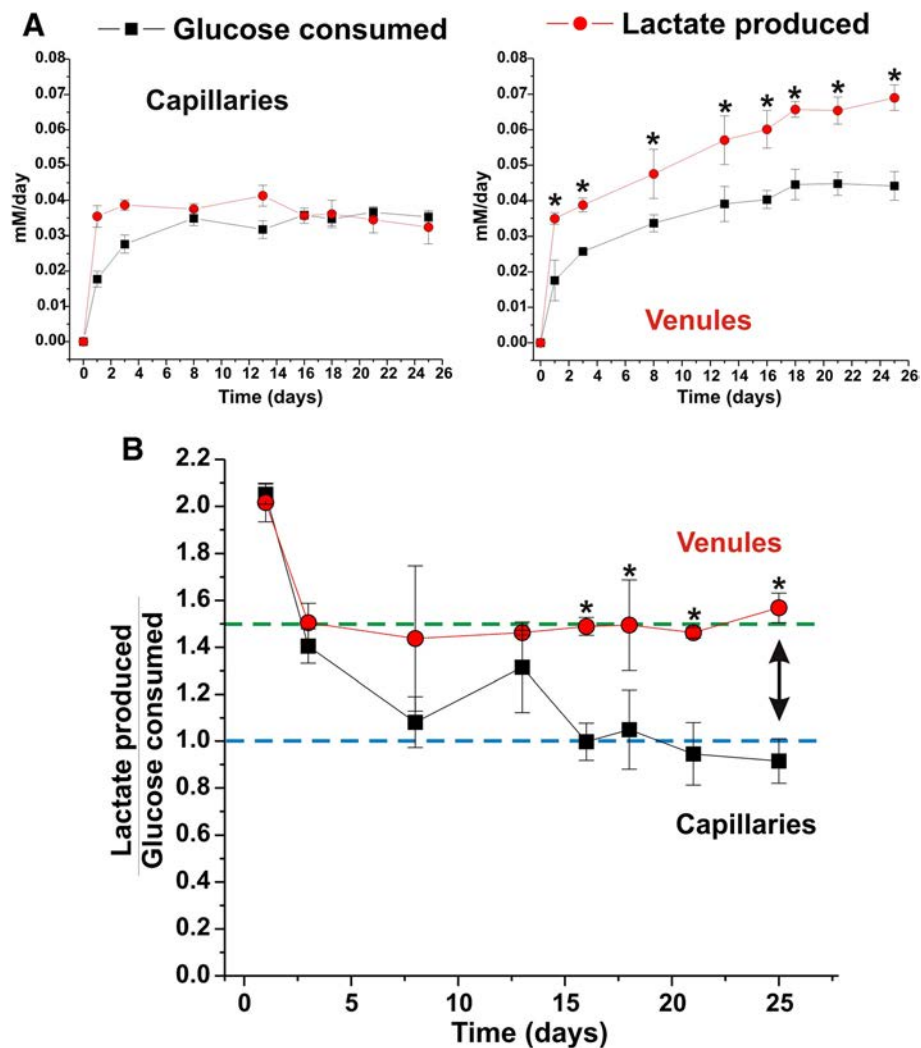 A
Glucose consumed
Lactate produced
0.08
0.07
0.06
0.05
0.04
0.03
0.02
0.01
0.00
mM/day
Capillaries
0 2 4 6 8 10 12 14 16 18 20 22 24 26
Time (days)
0.08
0.07
0.06
0.05
0.04
0.03
0.02
0.01
0.00
mM/day
* * * * * * * *
Venules
0 2 4 6 8 10 12 14 16 18 20 22 24 26
Time (days)
B
2.2
2.0
1.8
1.6
1.4
1.2
1.0
0.8
0.6
0.4
0.2
0.0
Lactate produced
Glucose consumed
Venules
* * * *
Capillaries
0 5 10 15 20 25
Time (days)